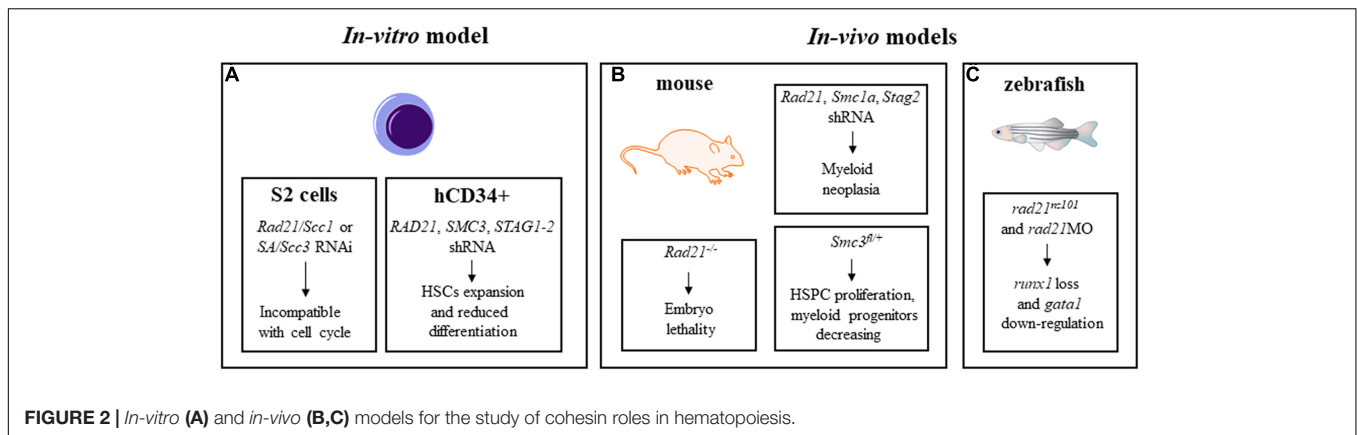 In-vitro model
In-vivo models
A
S2 cells
Rad21/Scc1 or
SA/Scc3 RNAi
Incompatible
with cell cycle
hCD34+
RAD21, SMC3, STAG1-2
shRNA
HSCs expansion
and reduced
differentiation
B
mouse
Rad21-/-
Embryo
lethality
Rad21, Smc1a, Stag2
shRNA
Myeloid
neoplasia
Smc3fl/+
HSPC proliferation,
myeloid progenitors
decreasing
C
zebrafish
rad21nz101
and rad21MO
runx1 loss
and gata1
down-regulation
FIGURE 2 | In-vitro (A) and in-vivo (B,C) models for the study of cohesin roles in hematopoiesis.